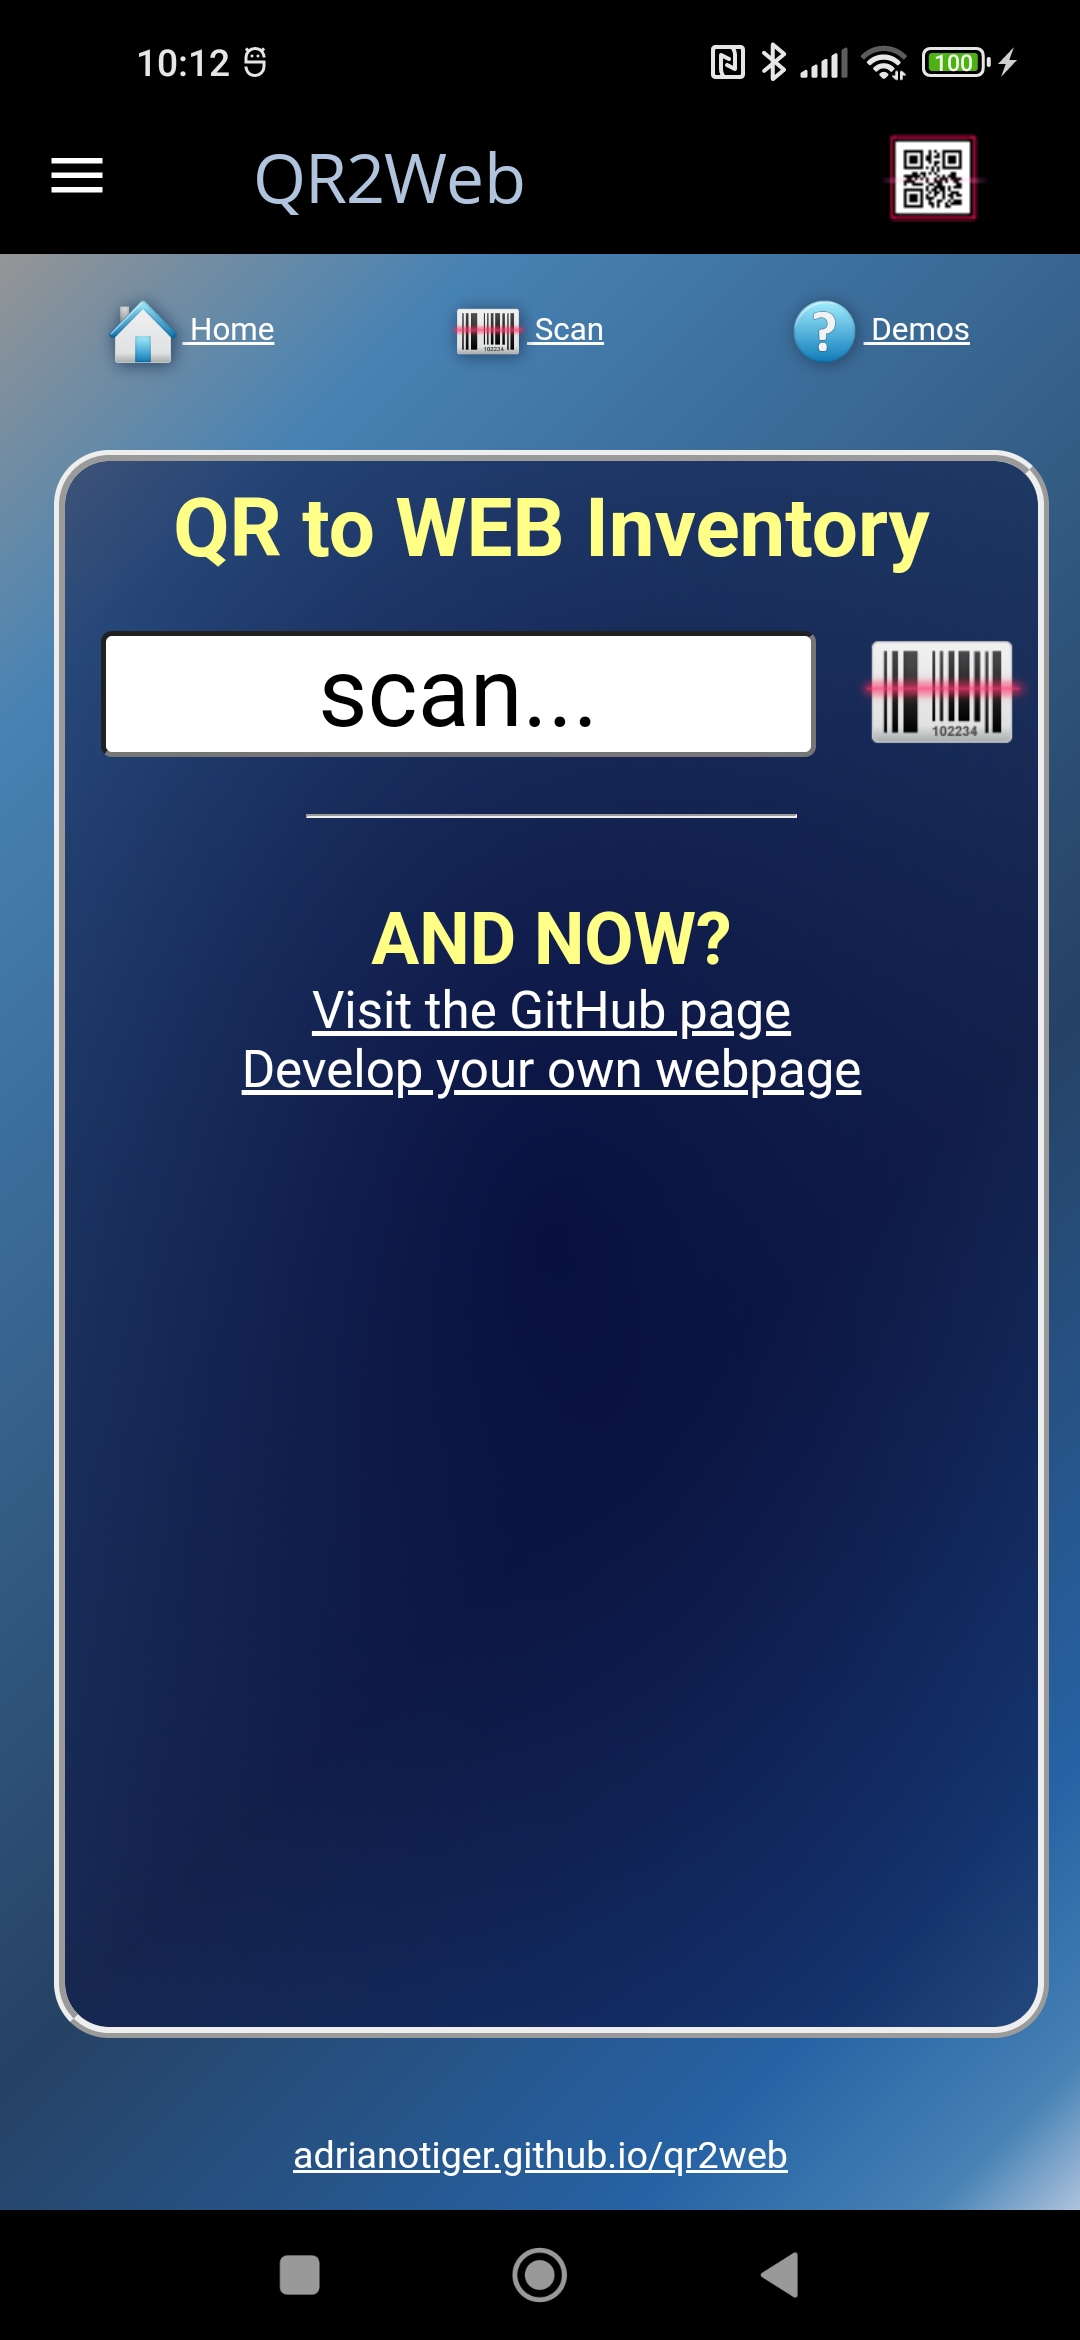 10:12
100
QR2Web
Home
Scan
Demos
QR to WEB Inventory
scan...
102234
AND NOW?
Visit the GitHub page
Develop your own webpage
adrianotiger.github.io/qr2web